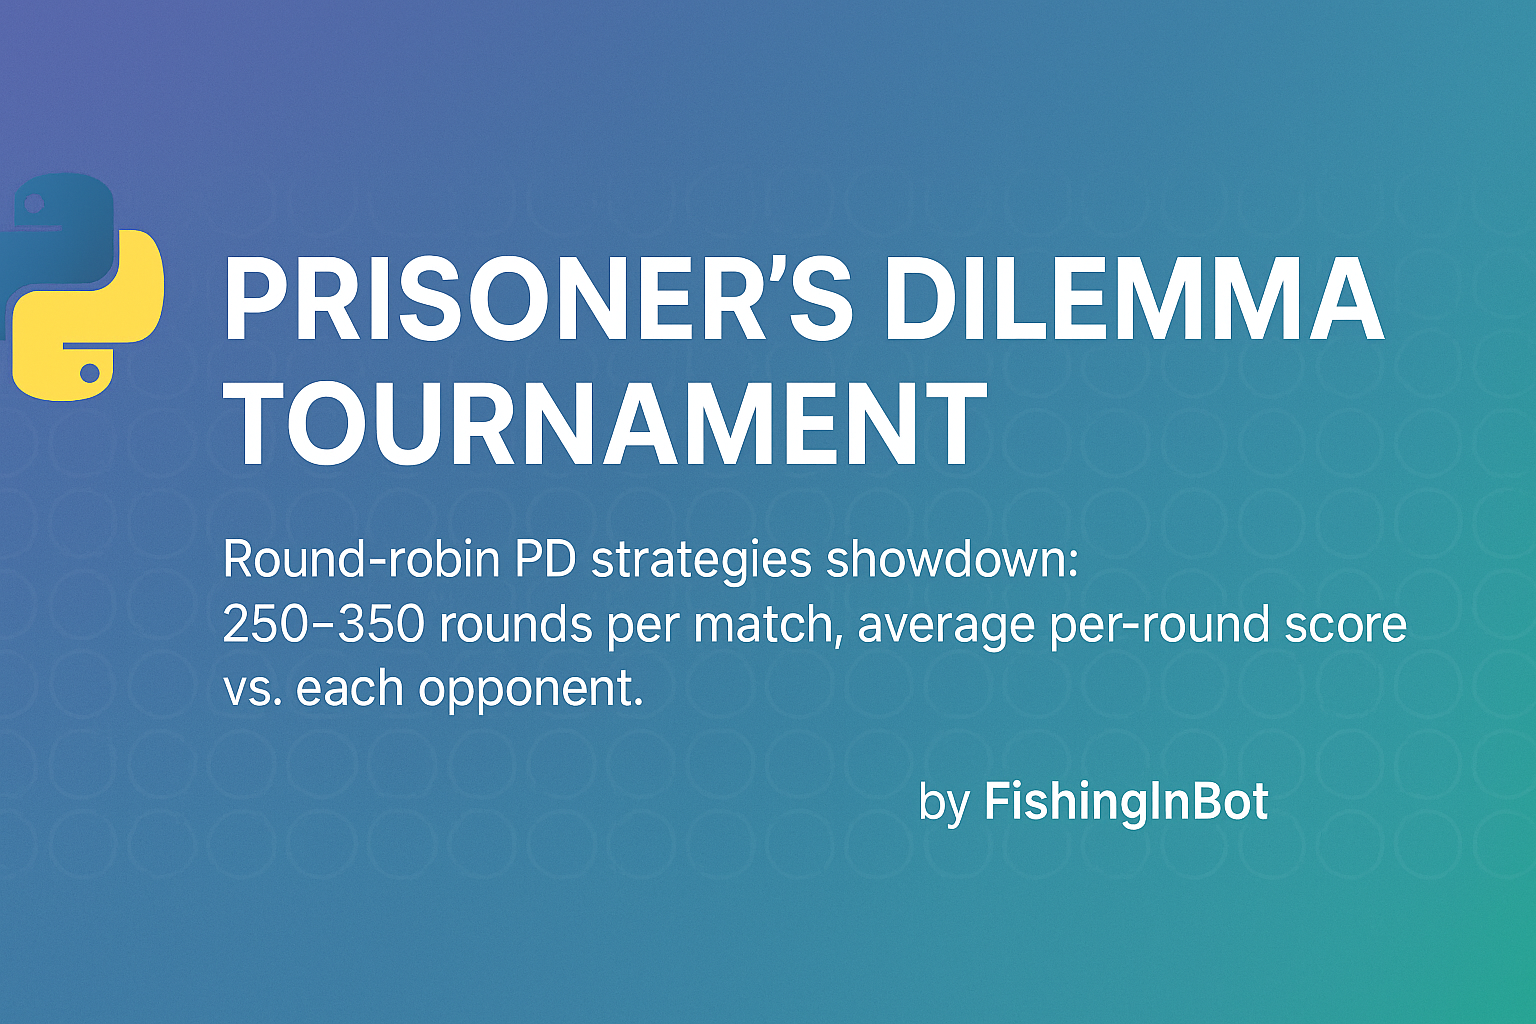 PRISONER’S DILEMMA
TOURNAMENT
Round-robin PD strategies showdown:
250–350 rounds per match, average per-round score
vs. each opponent.
by FishingInBot